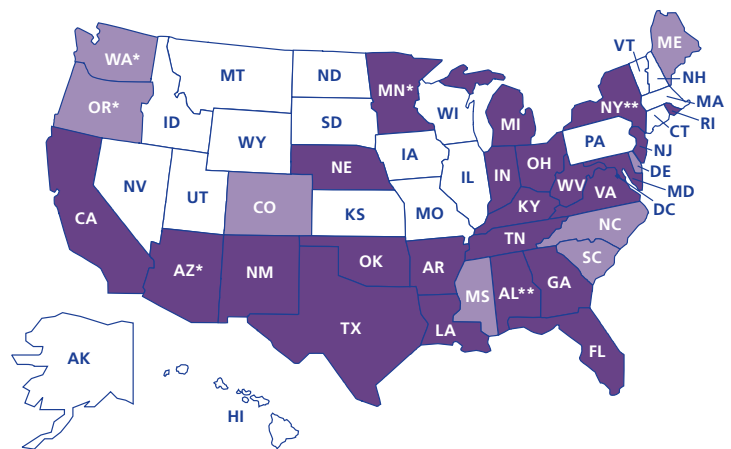 ME
VT
WA*
MT
ND
MN*
NH
OR*
MA
NY**
WI
ID
SD
MI
RI
CT
WY
PA
NJ
IA
OH
NE
DE
IN
IL
NV
WV
MD
UT
VA
CO
KY
DC
CA
KS
MO
NC
TN
OK
SC
AR
AZ*
NM
GA
AL**
MS
TX
LA
FL
AK
HI